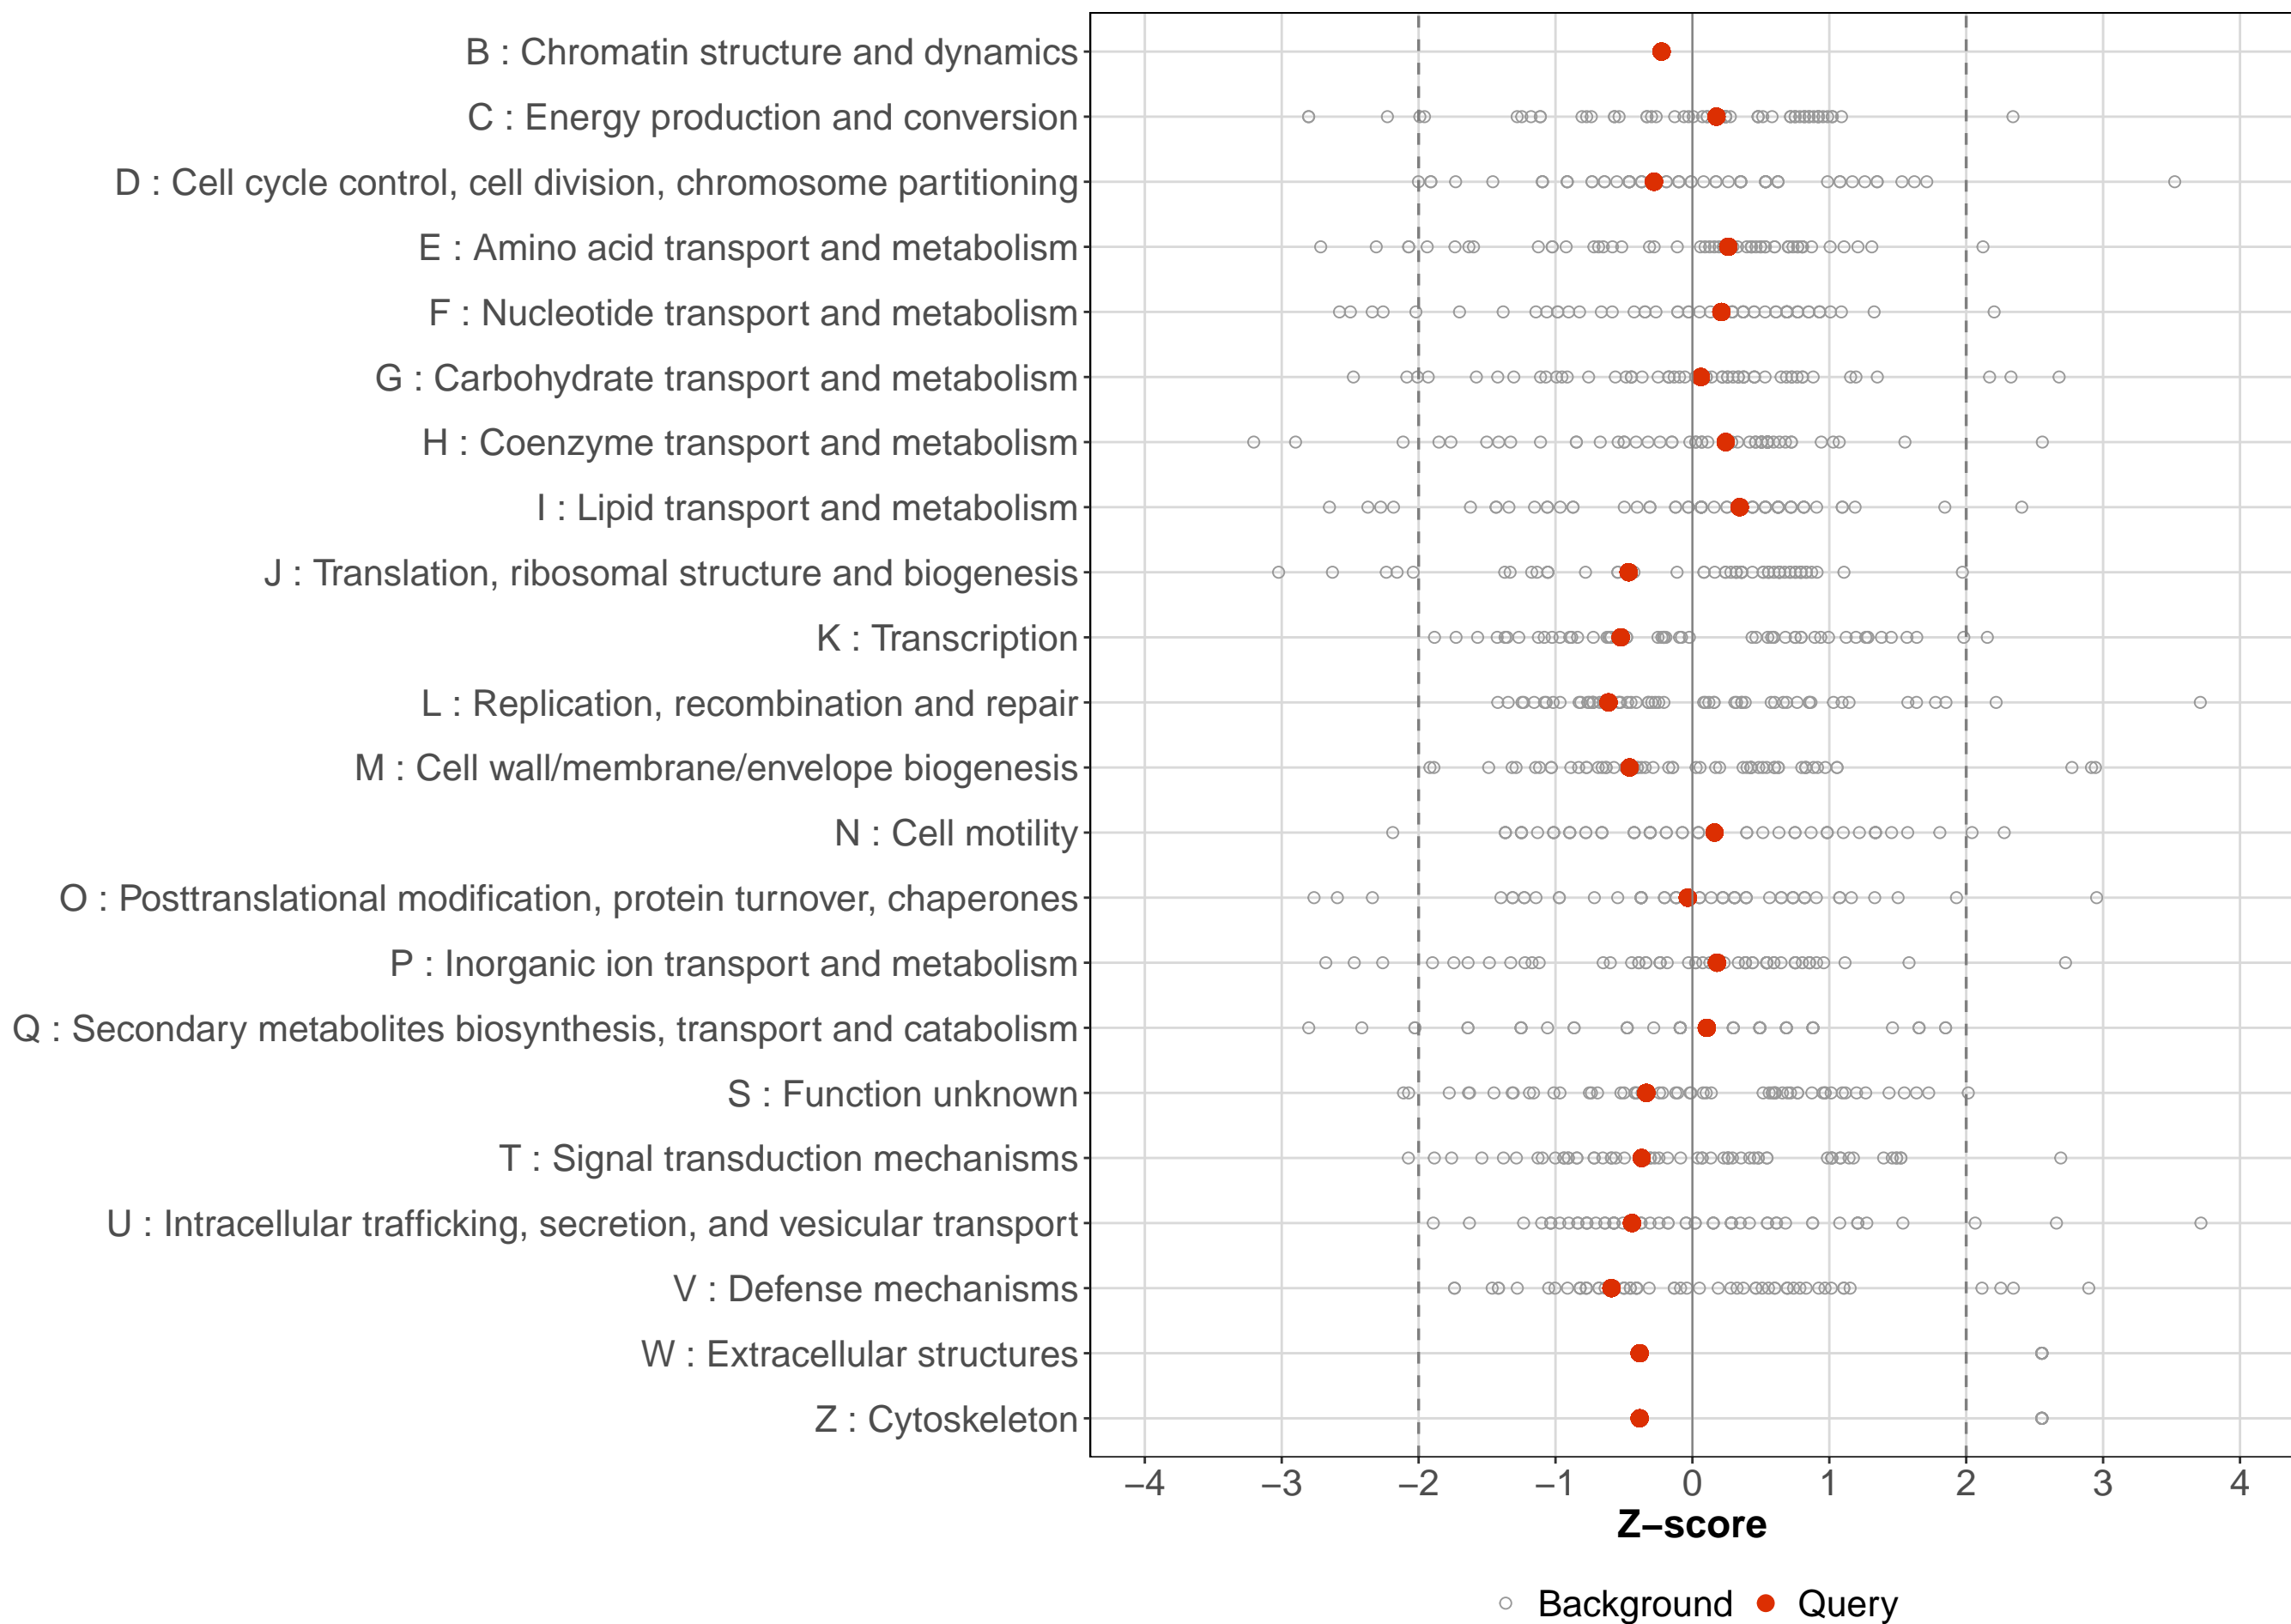 B : Chromatin structure and dynamics
C : Energy production and conversion
D : Cell cycle control, cell division, chromosome partitioning
E : Amino acid transport and metabolism
F : Nucleotide transport and metabolism
G : Carbohydrate transport and metabolism
H : Coenzyme transport and metabolism
I : Lipid transport and metabolism
J : Translation, ribosomal structure and biogenesis
K : Transcription
L : Replication, recombination and repair
M : Cell wall/membrane/envelope biogenesis
N : Cell motility
O : Posttranslational modification, protein turnover, chaperones
P : Inorganic ion transport and metabolism
Q : Secondary metabolites biosynthesis, transport and catabolism
S : Function unknown
T : Signal transduction mechanisms
U : Intracellular trafficking, secretion, and vesicular transport
V : Defense mechanisms
W : Extracellular structures
Z : Cytoskeleton
−4 −3 −2 −1 0 1 2 3 4
Z−score
Background Query